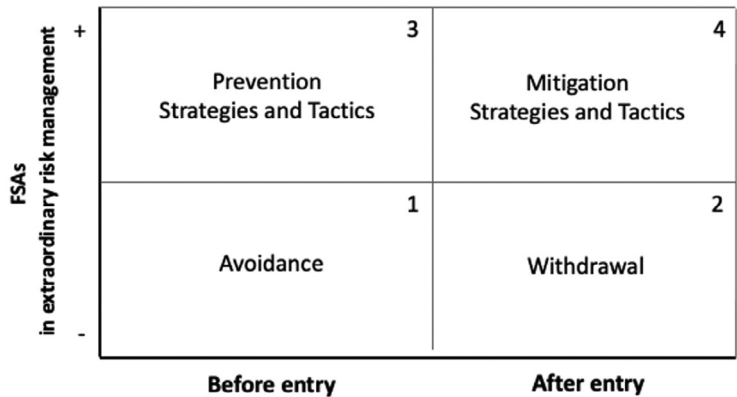 FSAs
in extraordinary risk management
+
-
3
Prevention
Strategies and Tactics
4
Mitigation
Strategies and Tactics
1
Avoidance
2
Withdrawal
Before entry
After entry